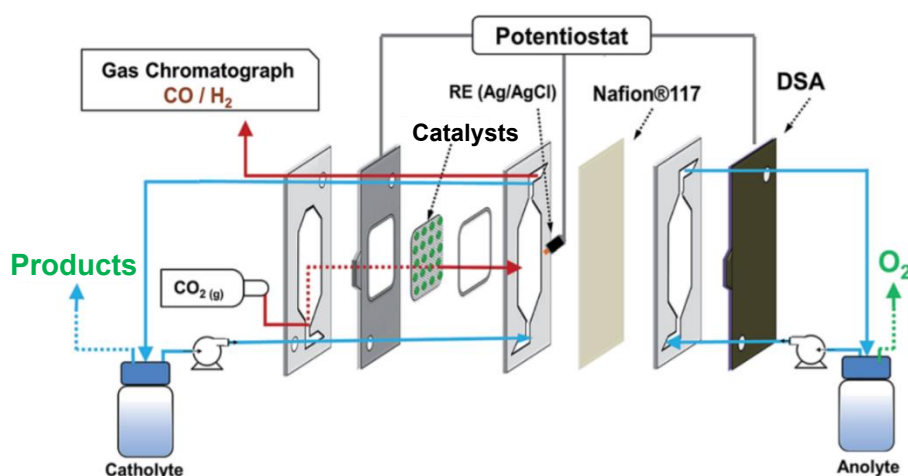 Potentiostat
Gas Chromatograph
CO / H₂
RE (Ag/AgCl)
Nafion®117
DSA
Catalysts
Products
CO₂ (g)
O₂
Catholyte
Anolyte